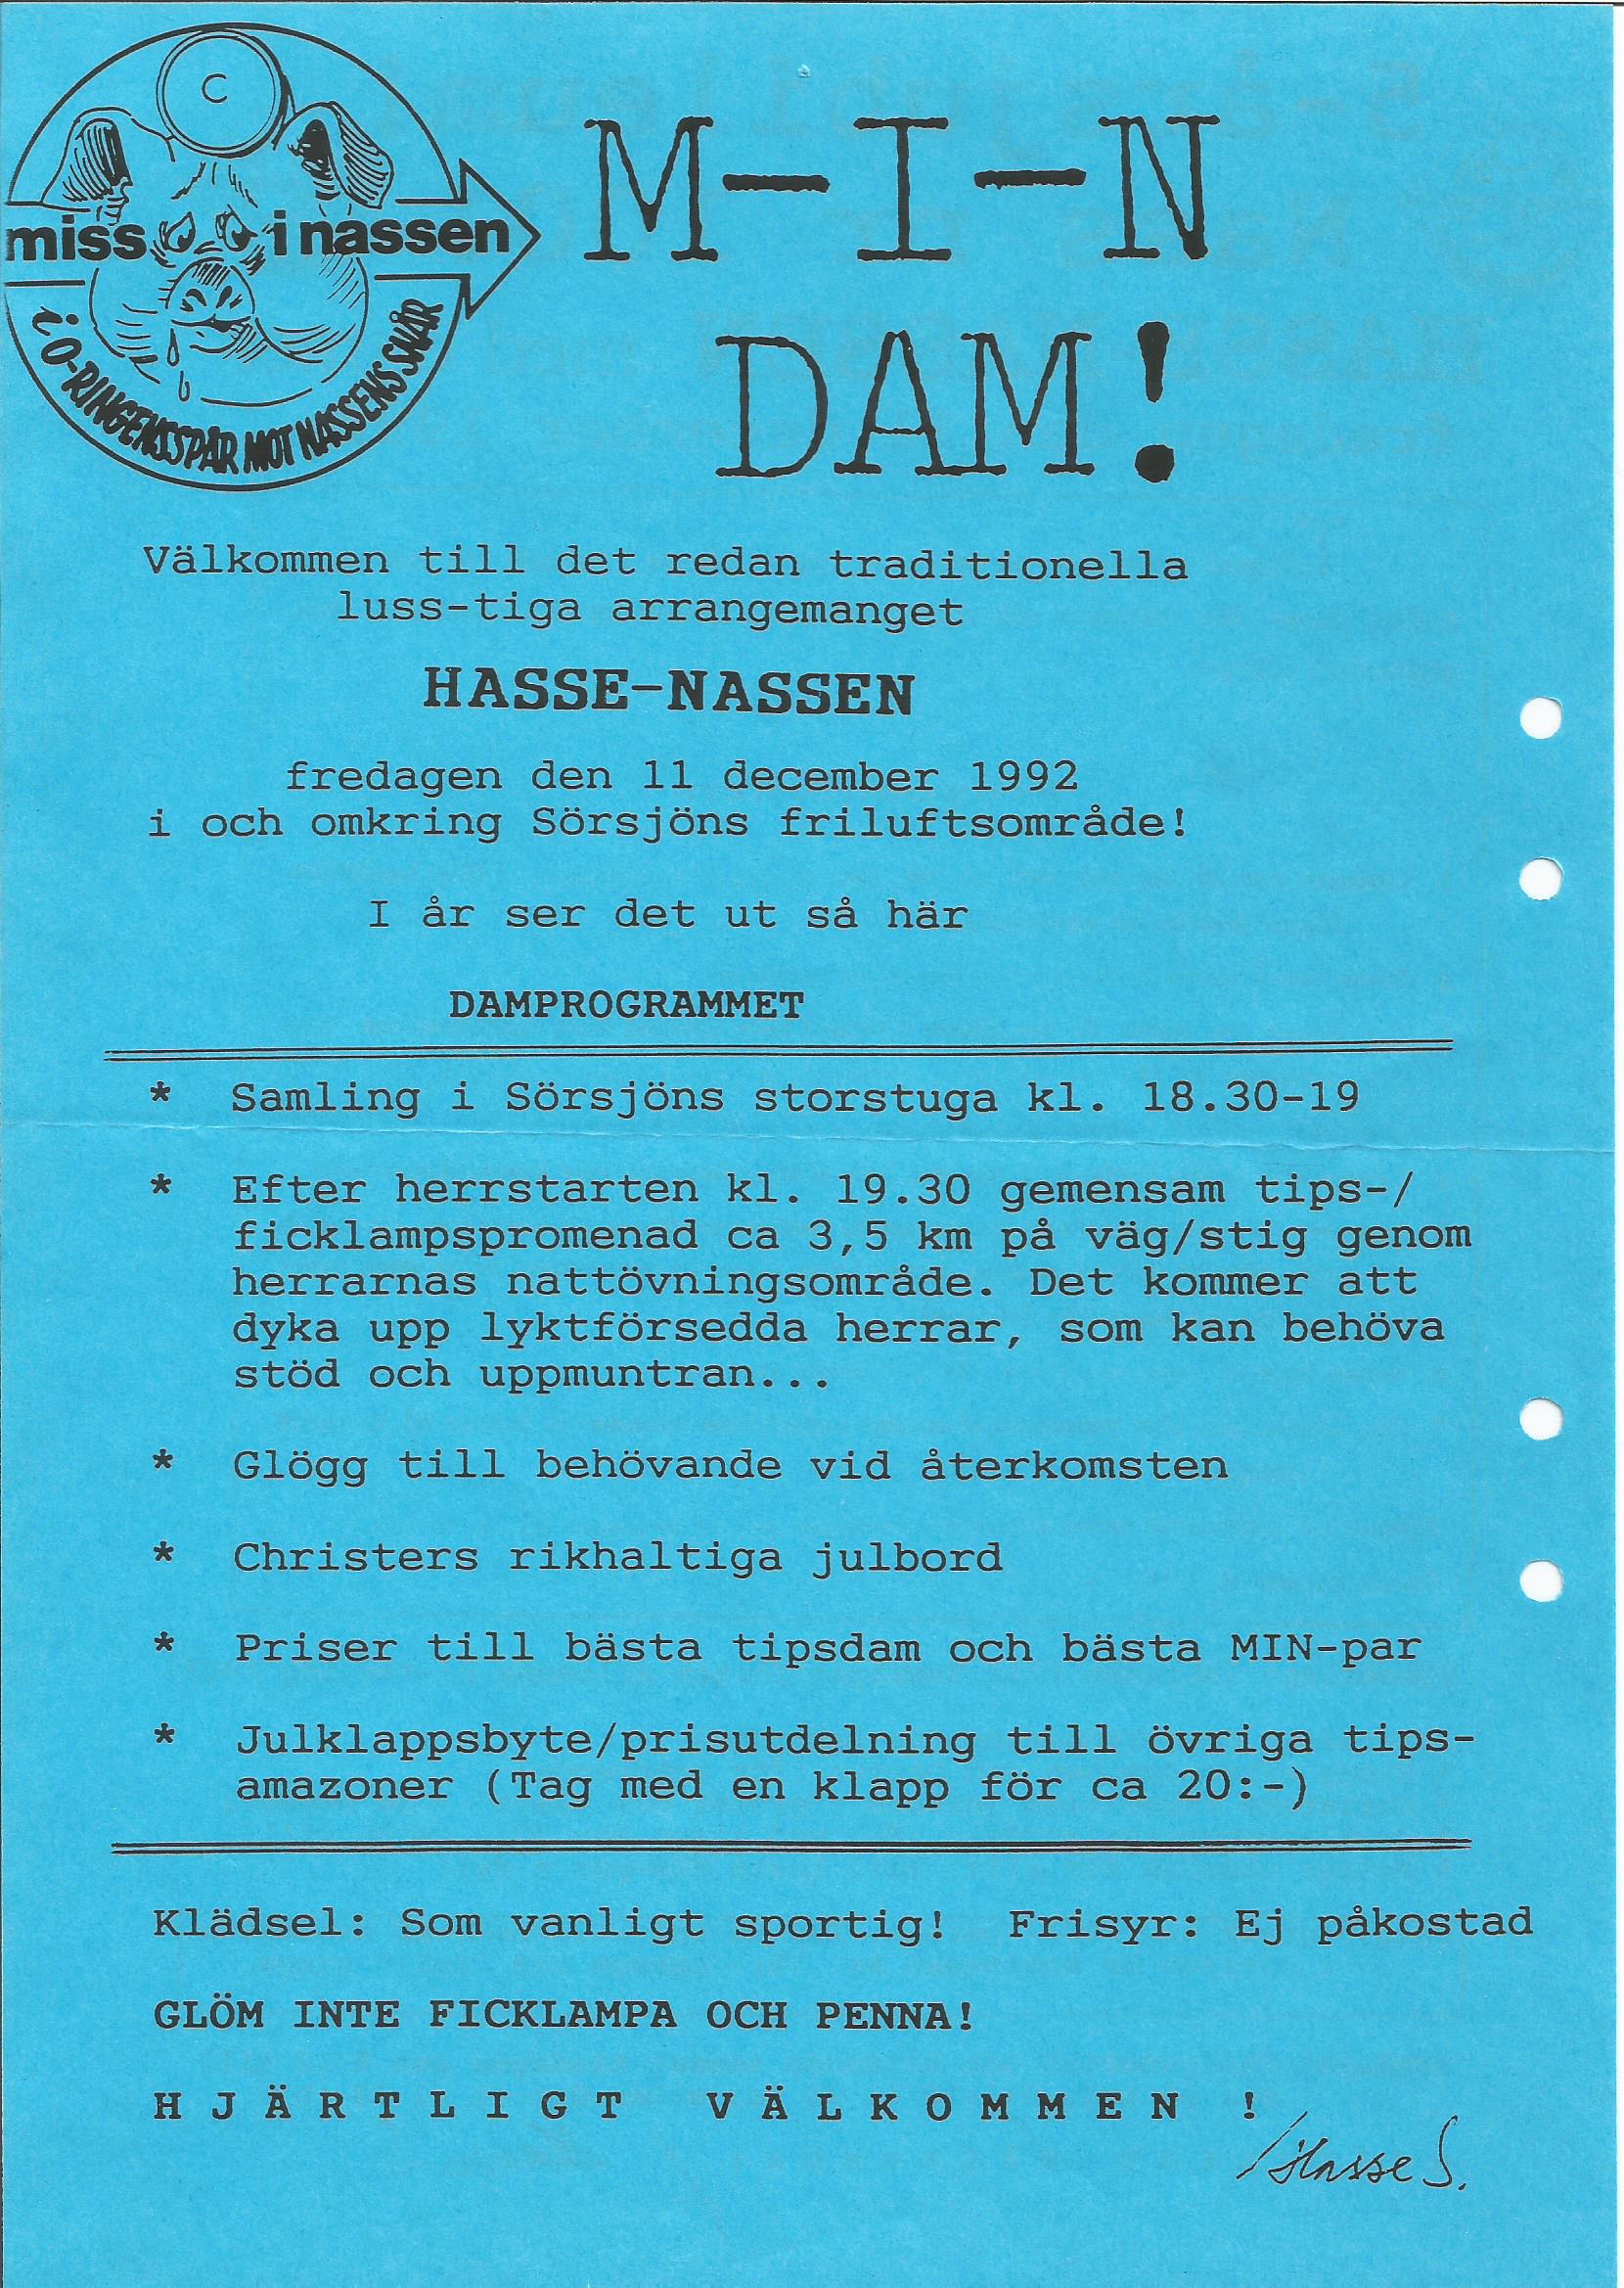 C
miss i nassen
i O-RINGENS SPÅR MOT NASSENS SNÅR
M-I-N
DAM!
Välkommen till det redan traditionella
luss-tiga arrangemanget
HASSE-NASSEN
fredagen den 11 december 1992
i och omkring Sörsjöns friluftsområde!
I år ser det ut så här
DAMPROGRAMMET
* Samling i Sörsjöns storstuga kl. 18.30-19
* Efter herrstarten kl. 19.30 gemensam tips-/
ficklampspromenad ca 3,5 km på väg/stig genom
herrarnas nattövningsområde. Det kommer att
dyka upp lyktförsedda herrar, som kan behöva
stöd och uppmuntran...
* Glögg till behövande vid återkomsten
* Christers rikhaltiga julbord
* Priser till bästa tipsdam och bästa MIN-par
* Julklappsbyte/prisutdelning till övriga tips-
amazoner (Tag med en klapp för ca 20:-)
Klädsel: Som vanligt sportig! Frisyr: Ej påkostad
GLÖM INTE FICKLAMPA OCH PENNA!
H J Ä R T L I G T V Ä L K O M M E N !
/Hasse S.